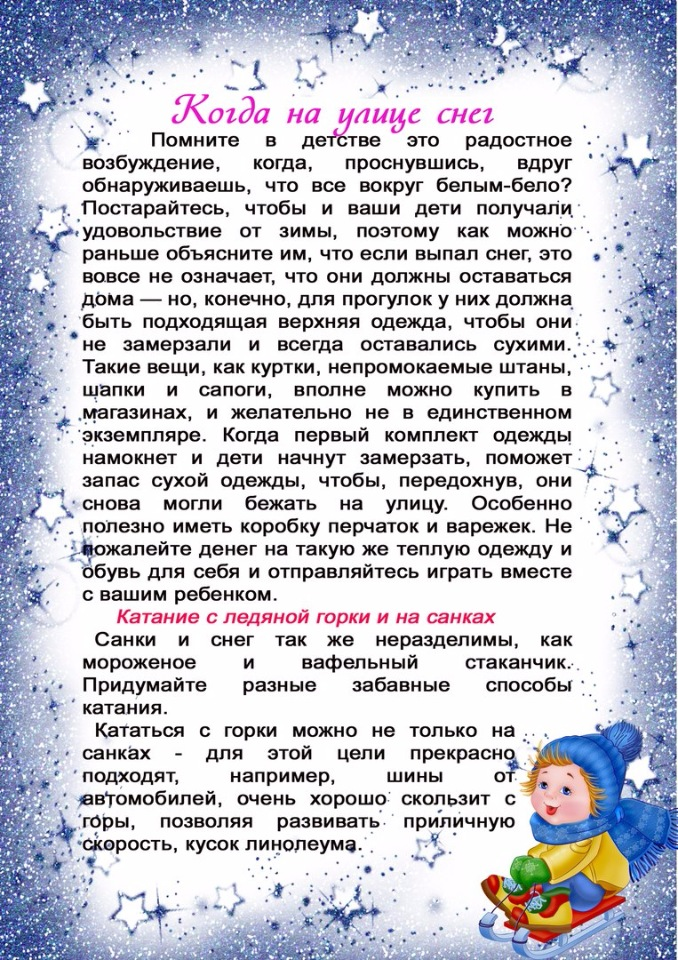 Когда на улице снег
Помните в детстве это радостное
возбуждение, когда, проснувшись, вдруг
обнаруживаешь, что все вокруг белым-бело?
Постарайтесь, чтобы и ваши дети получали
удовольствие от зимы, поэтому как можно
раньше объясните им, что если выпал снег, это
вовсе не означает, что они должны оставаться
дома — но, конечно, для прогулок у них должна
быть подходящая верхняя одежда, чтобы они
не замерзали и всегда оставались сухими.
Такие вещи, как куртки, непромокаемые штаны,
шапки и сапоги, вполне можно купить в
магазинах, и желательно не в единственном
экземпляре. Когда первый комплект одежды
намокнет и дети начнут замерзать, поможет
запас сухой одежды, чтобы, передохнув, они
снова могли бежать на улицу. Особенно
полезно иметь коробку перчаток и варежек. Не
пожалейте денег на такую же теплую одежду и
обувь для себя и отправляйтесь играть вместе
с вашим ребенком.
Катание с ледяной горки и на санках
Санки и снег так же неразделимы, как
мороженое и вафельный стаканчик.
Придумайте разные забавные способы
катания.
Кататься с горки можно не только на
санках - для этой цели прекрасно
подходят, например, шины от
автомобилей, очень хорошо скользит с
горы, позволяя развивать приличную
скорость, кусок линолеума.